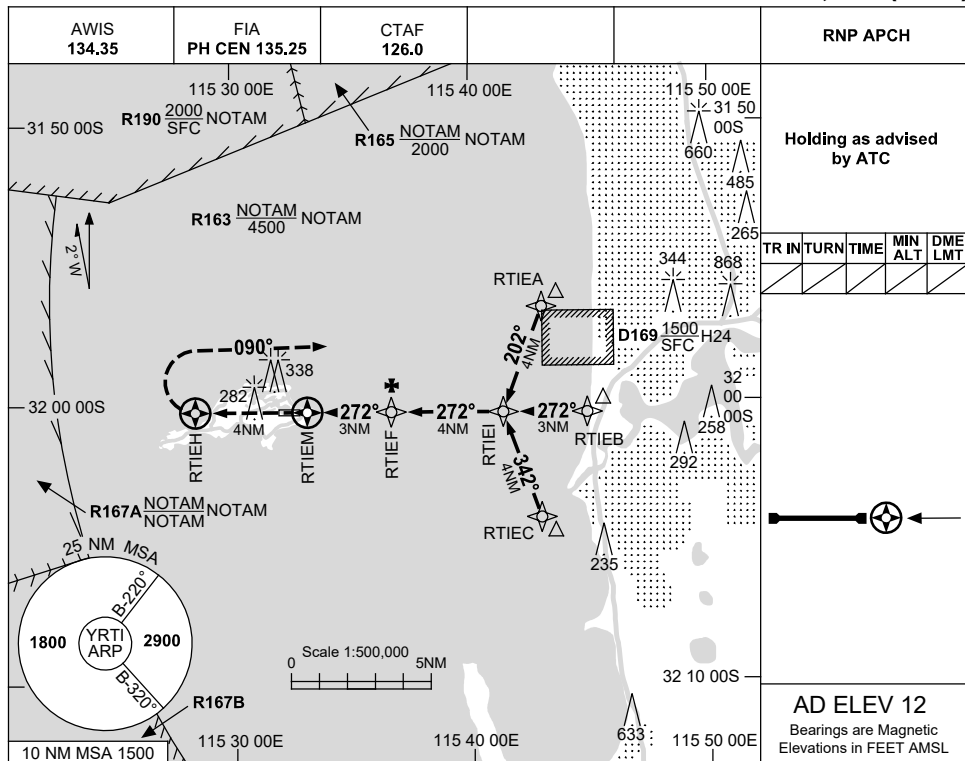 AWIS
134.35
FIA
PH CEN 135.25
CTAF
126.0
RNP APCH
115 30 00E
115 40 00E
115 50 00E
31 50 00S
R190 2000 SFC NOTAM
R165 NOTAM 2000 NOTAM
31 50
00S
660
485
265
Holding as advised
by ATC
R163 NOTAM 4500 NOTAM
2°W
TR IN
TURN
TIME
MIN ALT
DME LMT
344
868
RTIEA
D169 1500 SFC H24
202°
4NM
090°
338
282
32 00 00S
32
00
00S
4NM
272°
3NM
272°
4NM
272°
3NM
RTIEH
RTIEM
RTIEF
RTIEI
RTIEB
258
292
342°
4NM
RTIEC
235
R167A NOTAM NOTAM NOTAM
25 NM MSA
B-220°
1800
YRTI
ARP
2900
B-320°
R167B
Scale 1:500,000
0
5NM
32 10 00S
633
10 NM MSA 1500
115 30 00E
115 40 00E
115 50 00E
AD ELEV 12
Bearings are Magnetic
Elevations in FEET AMSL